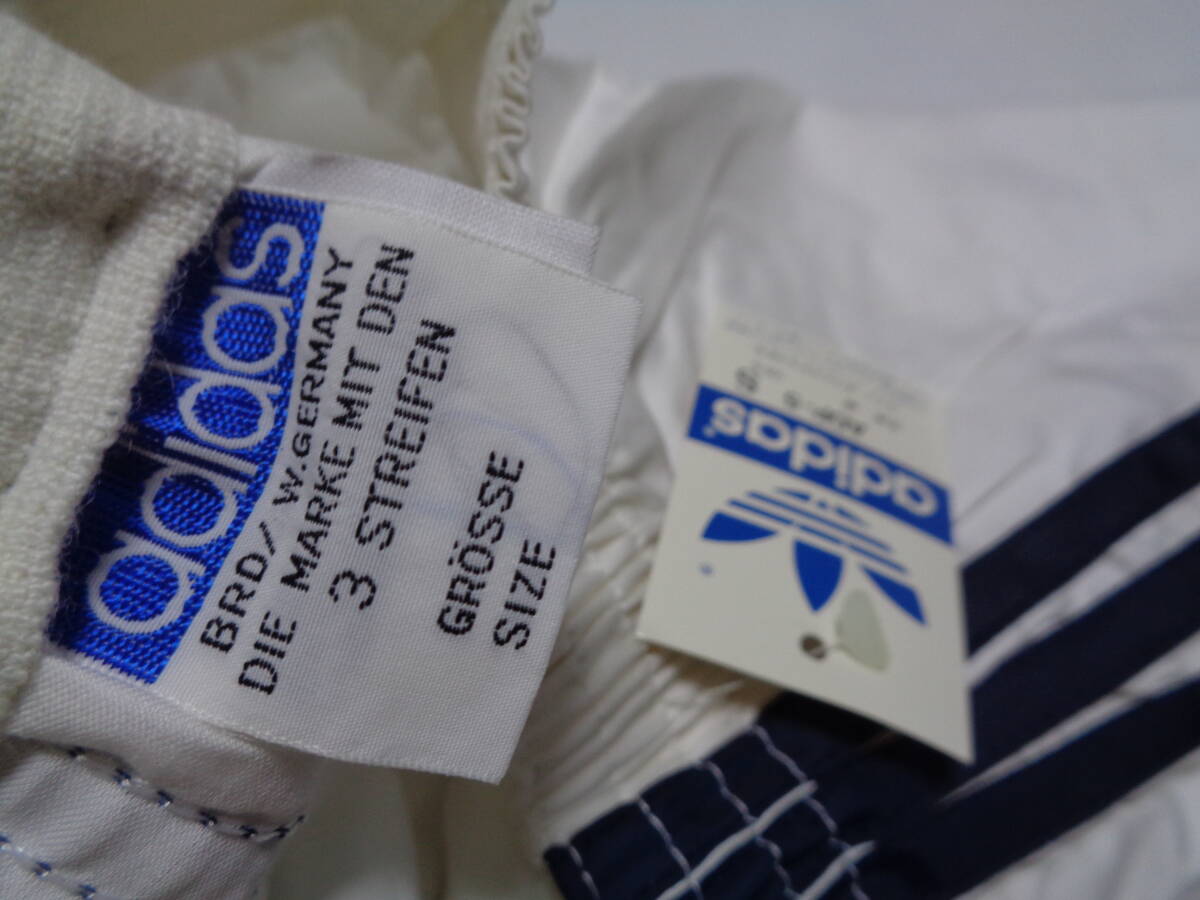 adidas
BRD/W.GERMANY
DIE MARKE MIT DEN
3 STREIFEN
GRÖSSE
SIZE
adidas